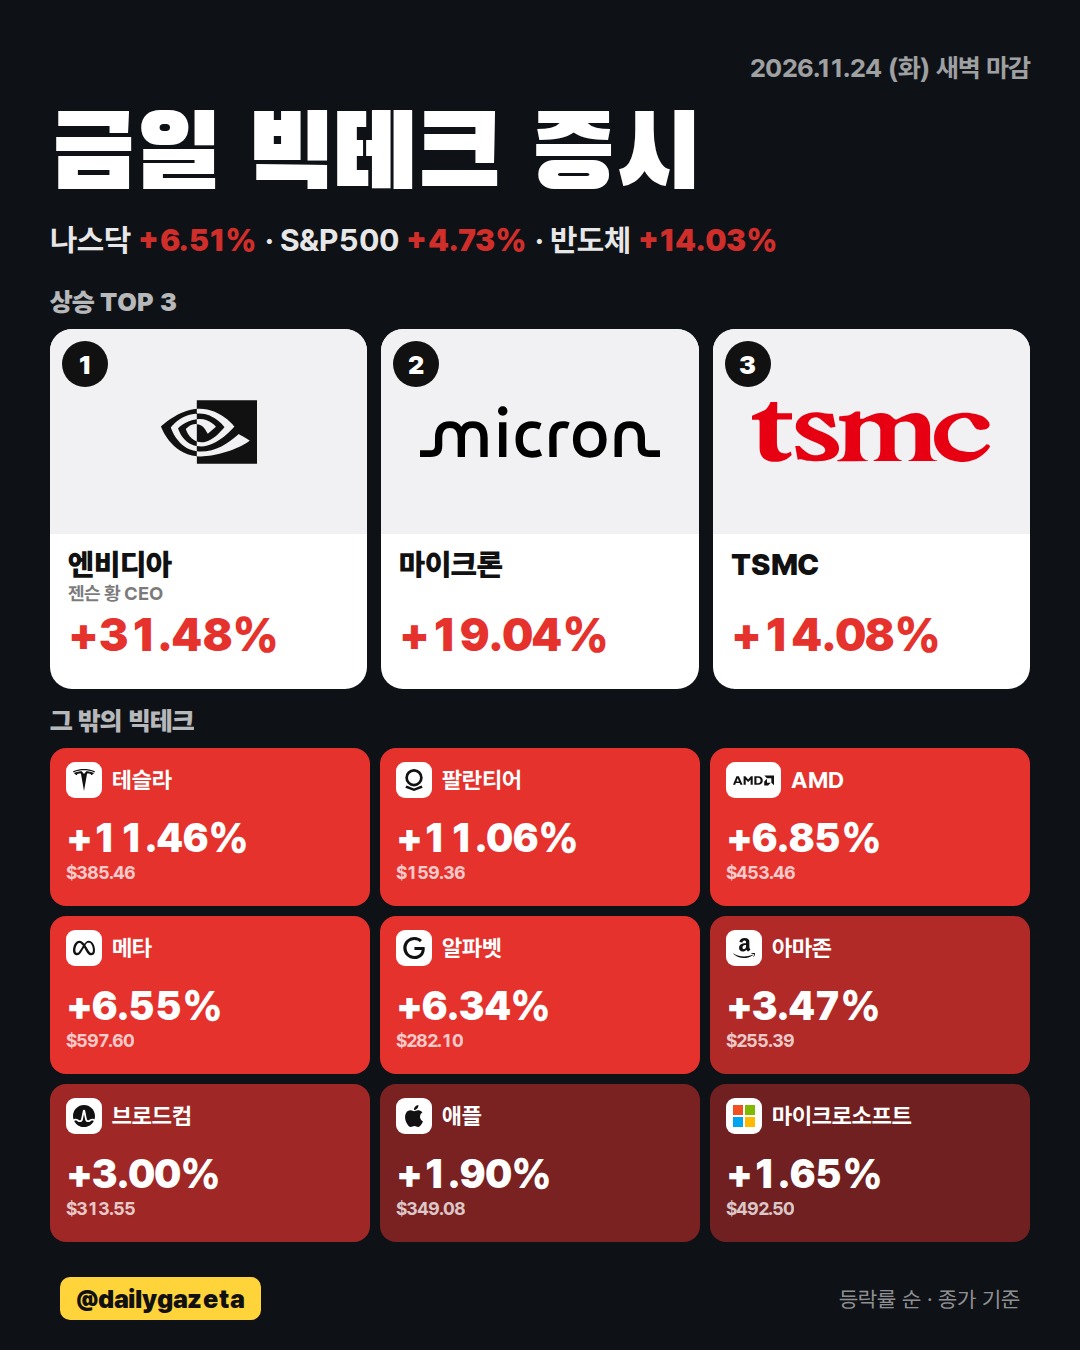 2026.11.24 (화) 새벽 마감
금일 빅테크 증시
나스닥 +6.51% · S&P500 +4.73% · 반도체 +14.03%
상승 TOP 3
1
2
3
micron
tsmc
엔비디아
젠슨 황 CEO
+31.48%
마이크론
+19.04%
TSMC
+14.08%
그 밖의 빅테크
테슬라
+11.46%
$385.46
팔란티어
+11.06%
$159.36
AMD AMD
+6.85%
$453.46
메타
+6.55%
$597.60
알파벳
+6.34%
$282.10
아마존
+3.47%
$255.39
브로드컴
+3.00%
$313.55
애플
+1.90%
$349.08
마이크로소프트
+1.65%
$492.50
@dailygazeta
등락률 순 · 종가 기준